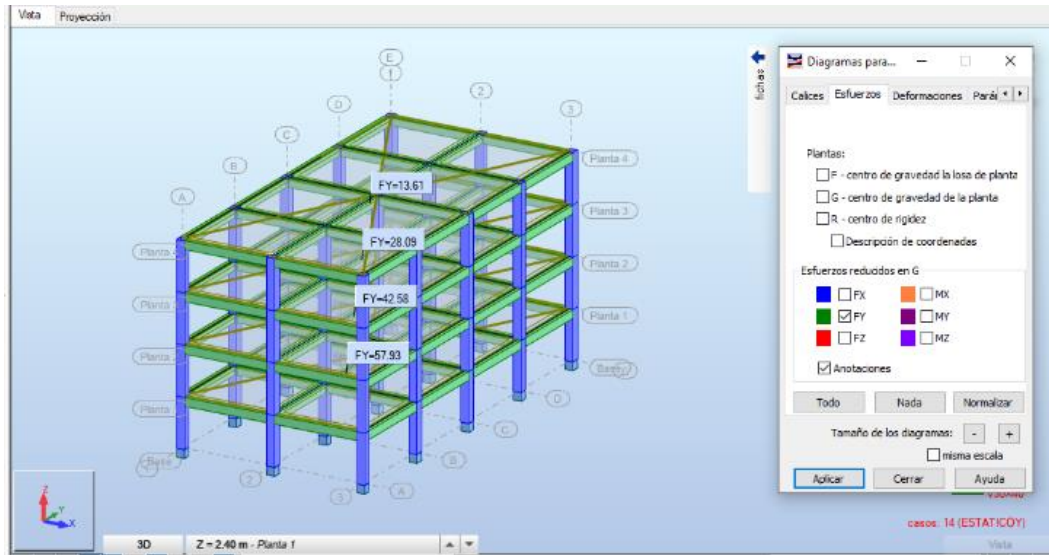 Vista Proyección
fichas
E
1
D
2
C
3
B
A
Planta 4
Planta 3
Planta 2
Planta 1
FY=13.61
FY=28.09
FY=42.58
FY=57.93
Planta
Planta
Planta
Planta
Base
Base
D
C
B
A
2
3
Z
Y
X
3D Z = 2.40 m - Planta 1
Diagramas para...
Calices Esfuerzos Deformaciones Pará
Plantas:
F - centro de gravedad la losa de planta
G - centro de gravedad de la planta
R - centro de rigidez
Descripción de coordenadas
Esfuerzos reducidos en G
FX MX
FY MY
FZ MZ
Anotaciones
Todo Nada Normalizar
Tamaño de los diagramas: - +
misma escala
Aplicar Cerrar Ayuda
casos: 14 (ESTATICOY)
Vista